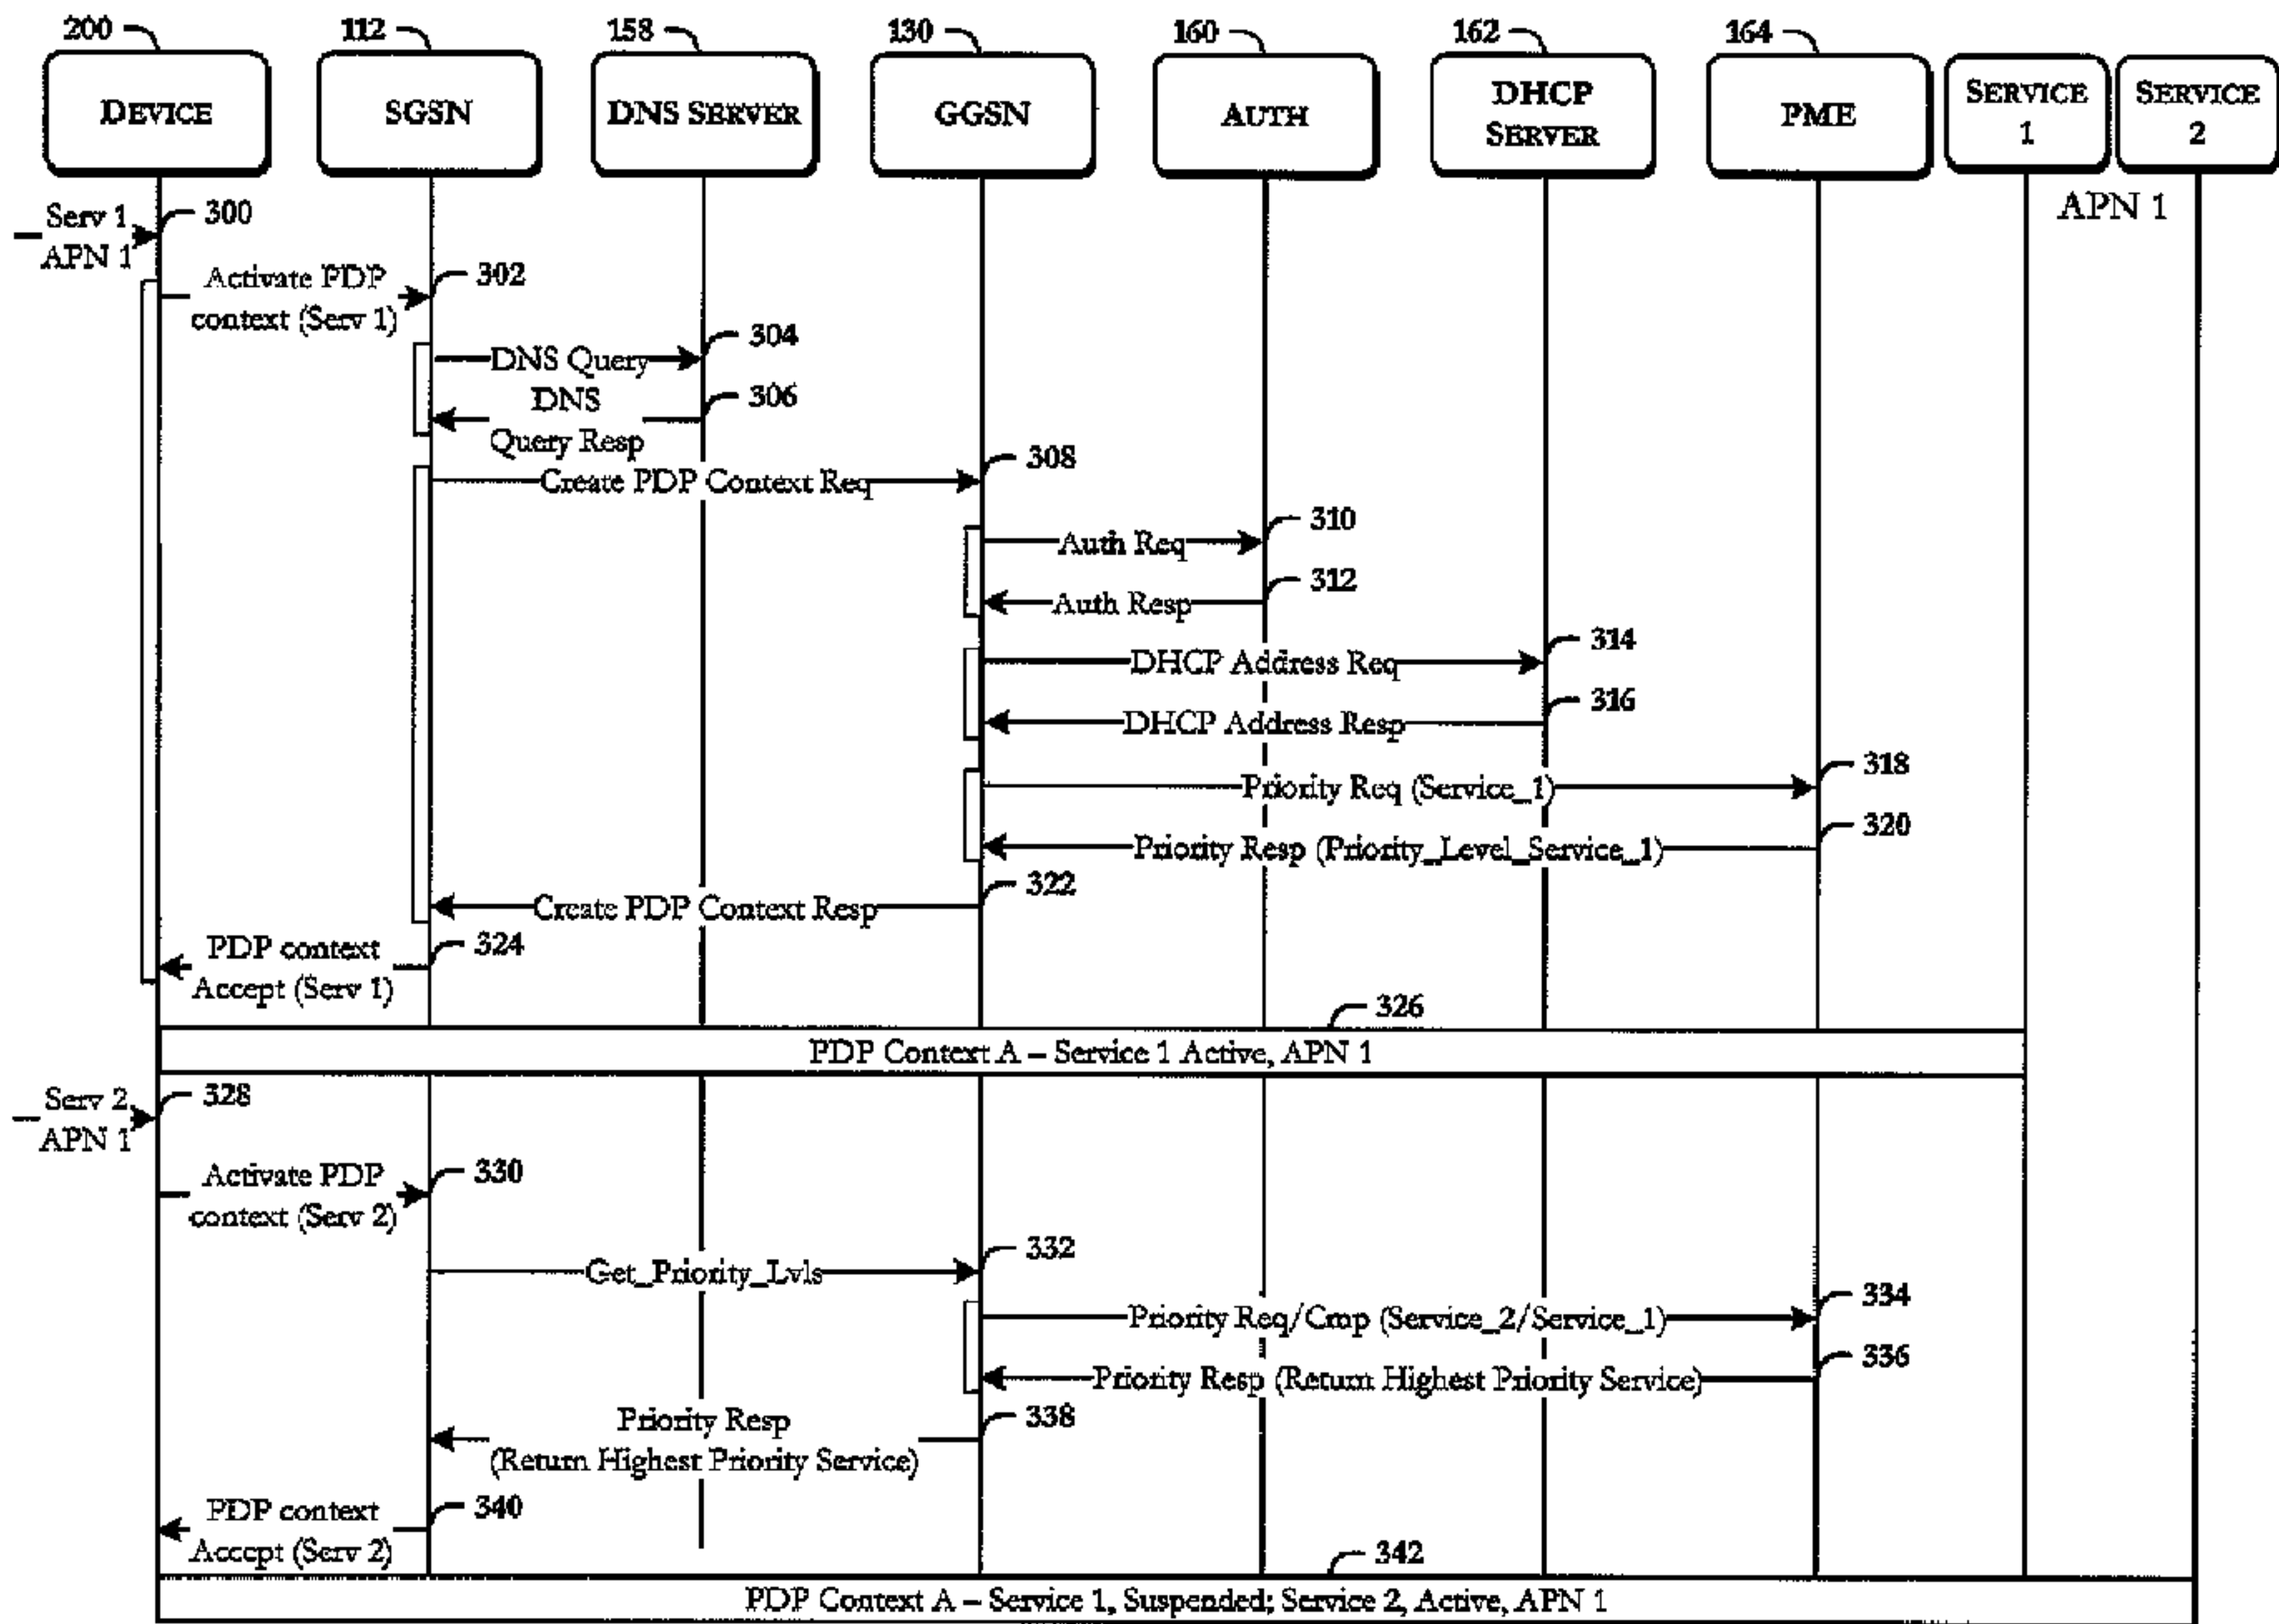 200
112
158
130
160
162
164
DEVICE
SGSN
DNS SERVER
GGSN
AUTH
DHCP
SERVER
PME
SERVICE
1
SERVICE
2
APN 1
Serv 1
APN 1
300
Activate PDP
context (Serv 1)
302
DNS Query
304
DNS
Query Resp
306
Create PDP Context Req
308
Auth Req
310
Auth Resp
312
DHCP Address Req
314
DHCP Address Resp
316
Priority Req (Service_1)
318
Priority Resp (Priority_Level_Service_1)
320
Create PDP Context Resp
322
PDP context
Accept (Serv 1)
324
326
PDP Context A – Service 1 Active, APN 1
Serv 2,
APN 1
328
Activate PDP
context (Serv 2)
330
Get_Priority_Lvls
332
Priority Req/Cmp (Service_2/Service_1)
334
Priority Resp (Return Highest Priority Service)
336
Priority Resp
(Return Highest Priority Service)
338
PDP context
Accept (Serv 2)
340
342
PDP Context A – Service 1, Suspended; Service 2, Active, APN 1